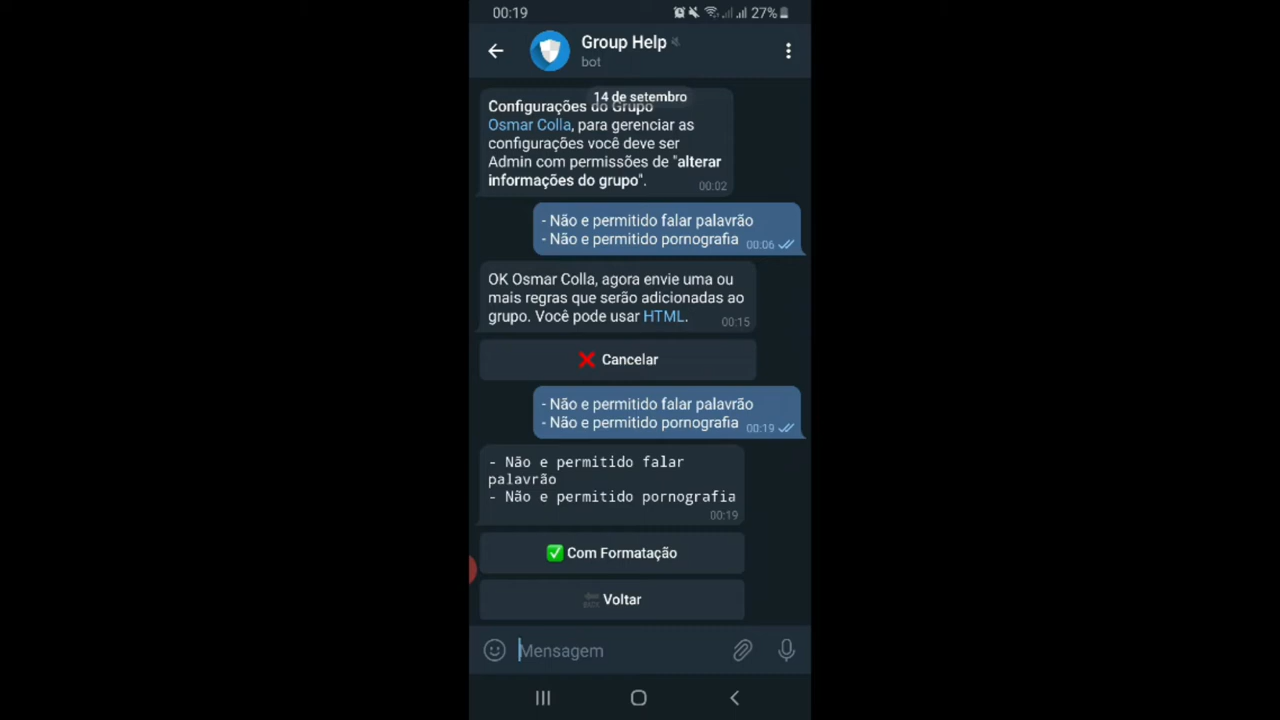 00:19
27%
Group Help
bot
14 de setembro
Configurações do Grupo
Osmar Colla, para gerenciar as
configurações você deve ser
Admin com permissões de "alterar
informações do grupo".
00:02
- Não e permitido falar palavrão
- Não e permitido pornografia
00:06
OK Osmar Colla, agora envie uma ou
mais regras que serão adicionadas ao
grupo. Você pode usar HTML.
00:15
Cancelar
- Não e permitido falar palavrão
- Não e permitido pornografia
00:19
- Não e permitido falar
palavrão
- Não e permitido pornografia
00:19
Com Formatação
Voltar
Mensagem